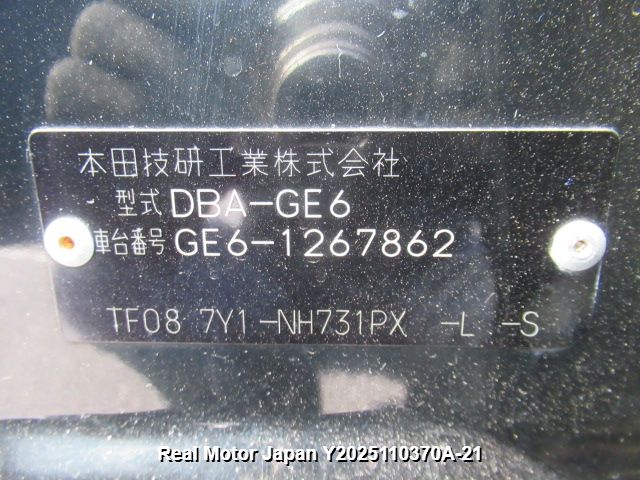 本田技研工業株式会社
型式 DBA-GE6
車台番号 GE6-1267862
TF08 7Y1-NH731PX -L -S
Real Motor Japan Y2025110370A-21